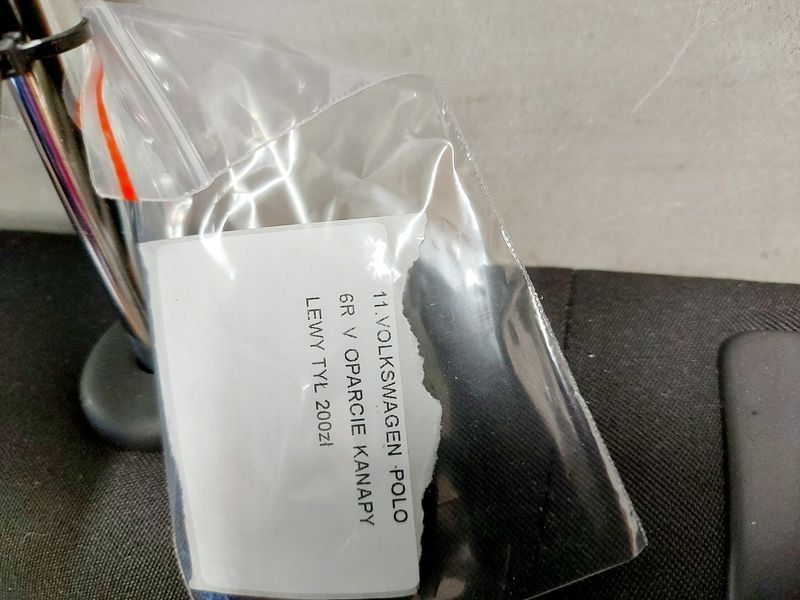 11.VOLKSWAGEN POLO
6R V OPARCIE KANAPY
LEWY TYŁ 200zł